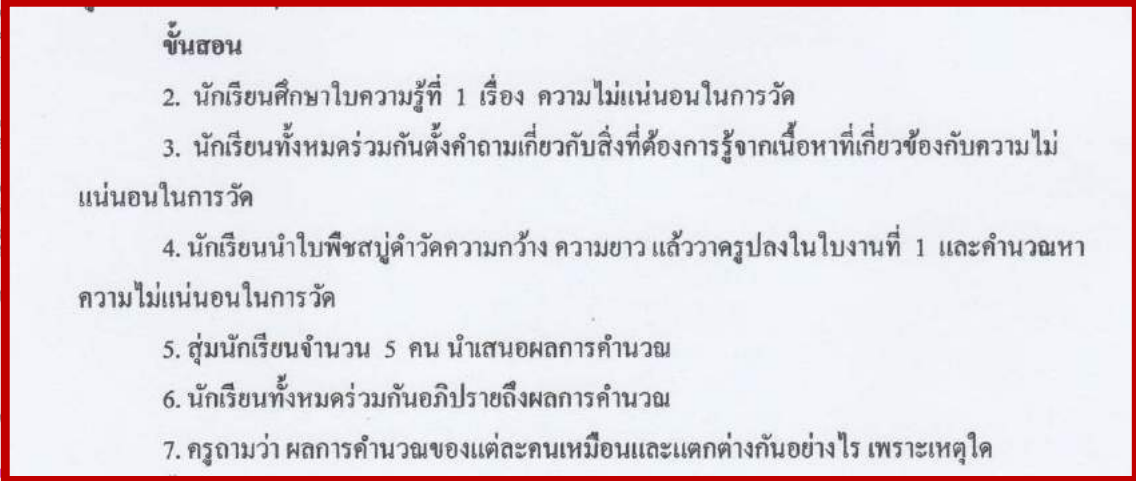 ขั้นสอน
2. นักเรียนศึกษาใบความรู้ที่ 1 เรื่อง ความไม่แน่นอนในการวัด
3. นักเรียนทั้งหมดร่วมกันตั้งคำถามเกี่ยวกับสิ่งที่ต้องการรู้จากเนื้อหาที่เกี่ยวข้องกับความไม่
แน่นอนในการวัด
4. นักเรียนนำใบพืชสบู่ดำวัดความกว้าง ความยาว แล้ววาดรูปลงในใบงานที่ 1 และคำนวณหา
ความไม่แน่นอนในการวัด
5. สุ่มนักเรียนจำนวน 5 คน นำเสนอผลการคำนวณ
6. นักเรียนทั้งหมดร่วมกันอภิปรายถึงผลการคำนวณ
7. ครูถามว่า ผลการคำนวณของแต่ละคนเหมือนและแตกต่างกันอย่างไร เพราะเหตุใด